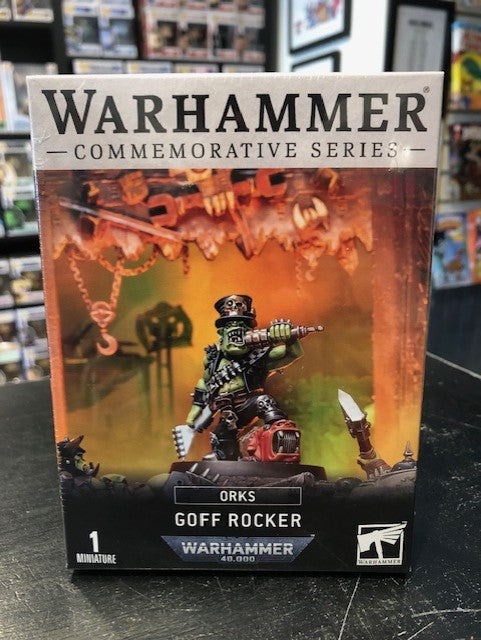 WARHAMMER®
COMMEMORATIVE SERIES
ORKS
GOFF ROCKER
1
MINIATURE
WARHAMMER
40,000
WARHAMMER